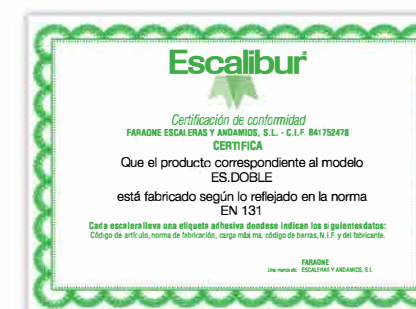 Escalibur
Certificación de conformidad
FARAONE ESCALERAS Y ANDAMIOS, S.L. - C.I.F. B41752478
CERTIFICA
Que el producto correspondiente al modelo
ES.DOBLE
está fabricado según lo reflejado en la norma
EN 131
Cada escalera lleva una etiqueta adhesiva donde se indican los siguientes datos:
Código de artículo, norma de fabricación, carga máxima, código de barras, N.I.F. y del fabricante.
FARAONE
Una marca de: ESCALERAS Y ANDAMIOS, S.L